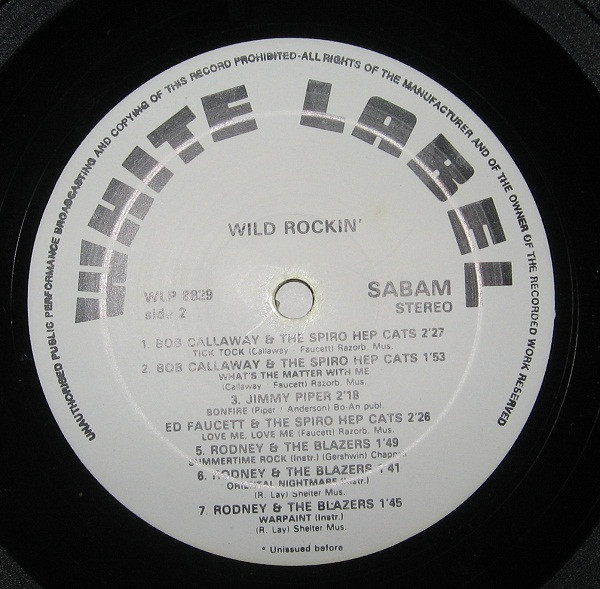 UNAUTHORISED PUBLIC PERFORMANCE BROADCASTING AND COPYING OF THIS RECORD PROHIBITED-ALL RIGHTS OF THE MANUFACTURER AND OF THE OWNER OF THE RECORDED WORK RESERVED
WHITE LABEL
WILD ROCKIN'
WLP 8939
side 2
SABAM
STEREO
1. BOB CALLAWAY & THE SPIRO HEP CATS 2'27
TICK TOCK (Callaway - Faucett) Razorb. Mus.
2. BOB CALLAWAY & THE SPIRO HEP CATS 1'53
WHAT'S THE MATTER WITH ME
(Callaway - Faucett) Razorb. Mus.
3. JIMMY PIPER 2'18
BONFIRE (Piper - Anderson) Bo-An publ.
ED FAUCETT & THE SPIRO HEP CATS 2'26
LOVE ME, LOVE ME (Faucett) Razorb. Mus.
5. RODNEY & THE BLAZERS 1'49
SUMMERTIME ROCK (Instr.) (Gershwin) Chappell
6. RODNEY & THE BLAZERS 1'41
ORIENTAL NIGHTMARE (Instr.)
(R. Lay) Shelter Mus.
7. RODNEY & THE BLAZERS 1'45
WARPAINT (Instr.)
(R. Lay) Shelter Mus.
* Unissued before